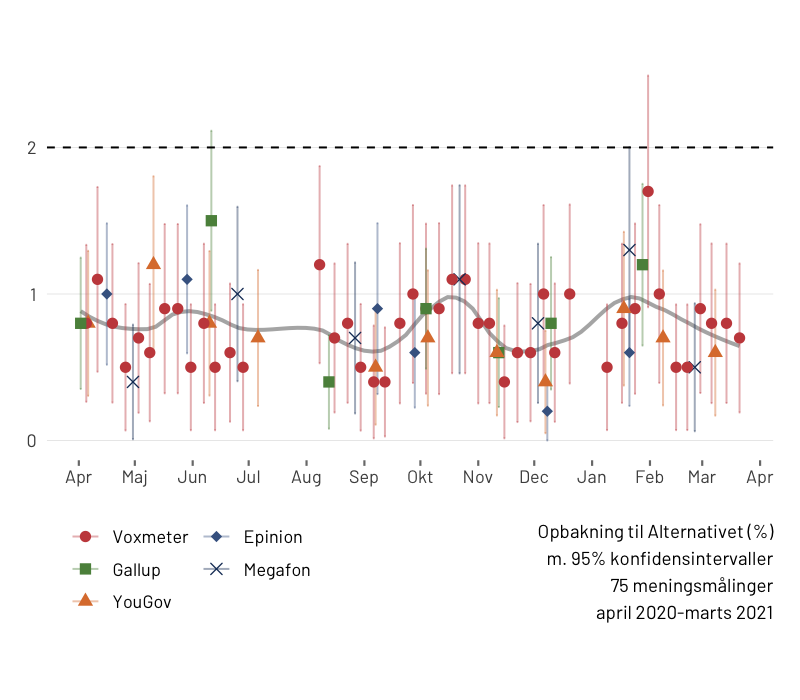 2
1
0
Apr Maj Jun Jul Aug Sep Okt Nov Dec Jan Feb Mar Apr
Voxmeter Epinion
Gallup Megafon
YouGov
Opbakning til Alternativet (%)
m. 95% konfidensintervaller
75 meningsmålinger
april 2020-marts 2021